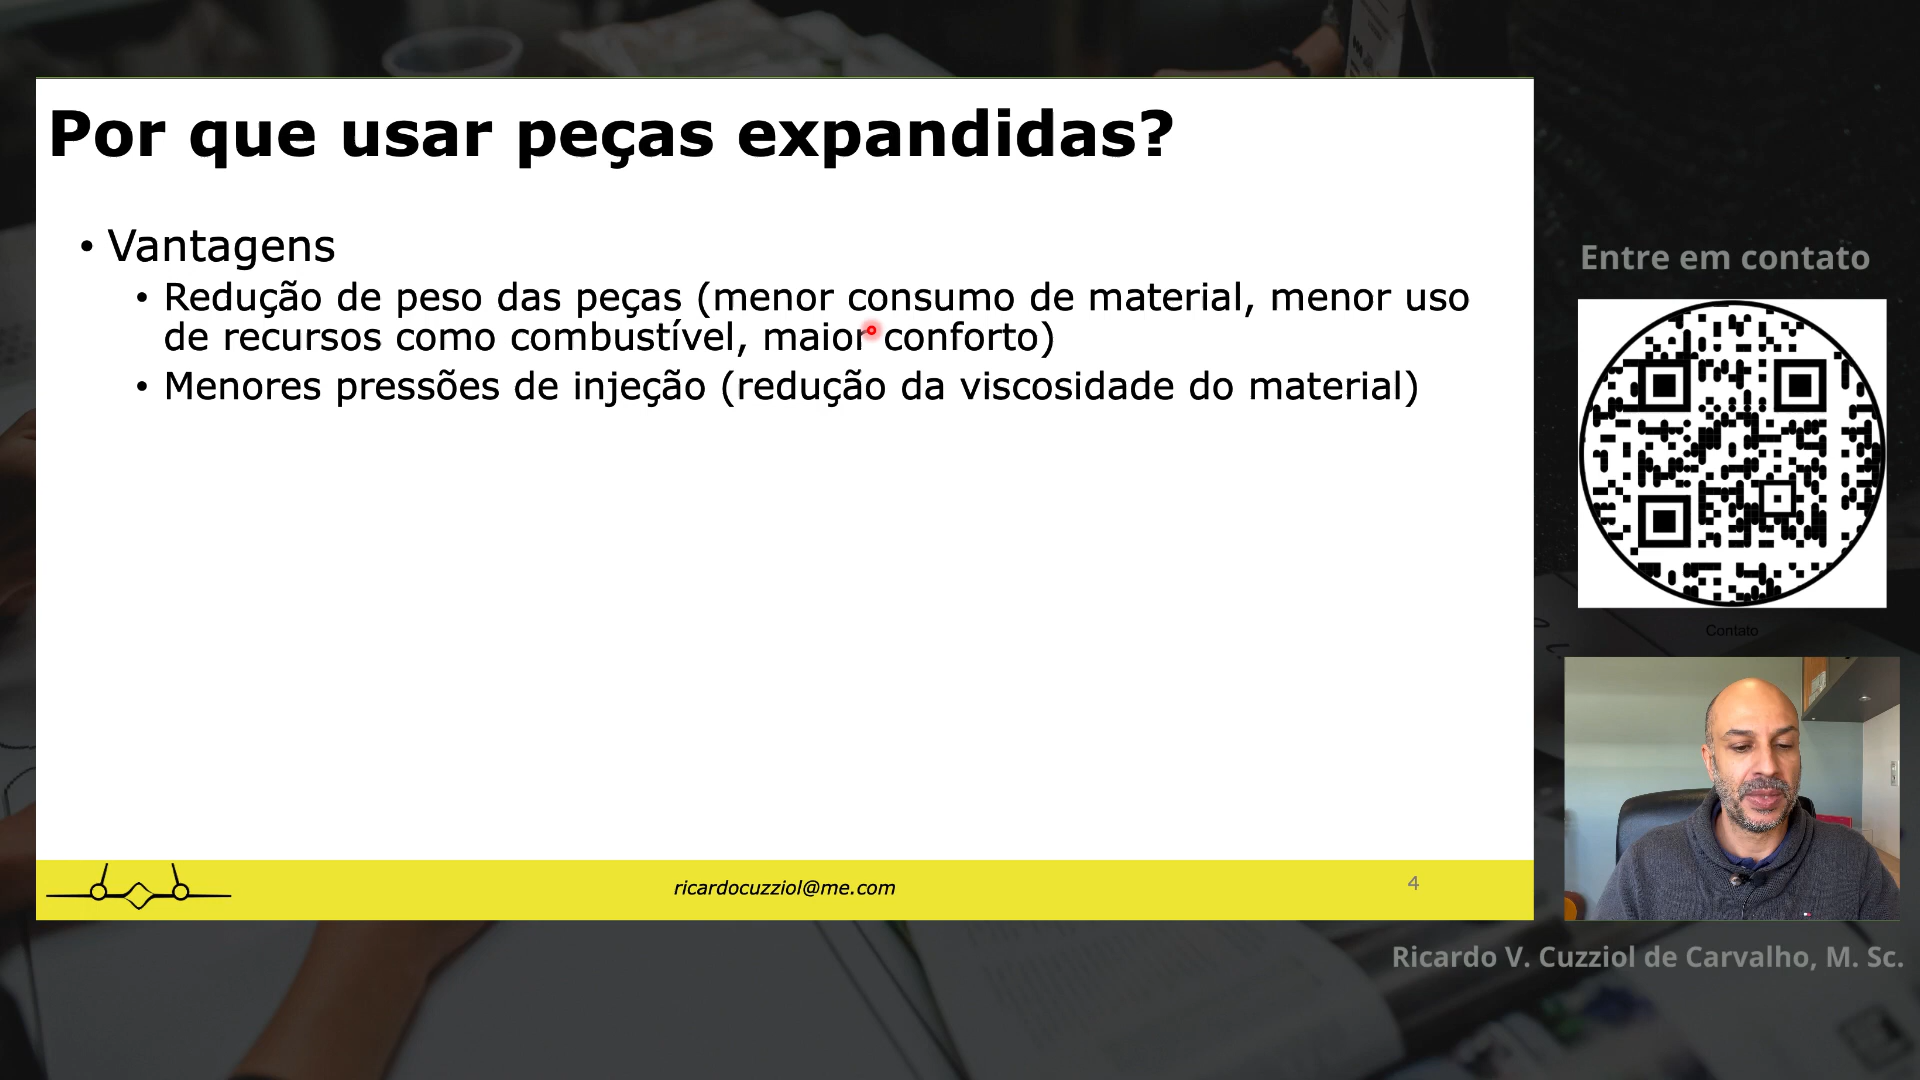 Por que usar peças expandidas?
• Vantagens
• Redução de peso das peças (menor consumo de material, menor uso
de recursos como combustível, maior conforto)
• Menores pressões de injeção (redução da viscosidade do material)
ricardocuzziol@me.com
4
Entre em contato
Contato
Ricardo V. Cuzziol de Carvalho, M. Sc.